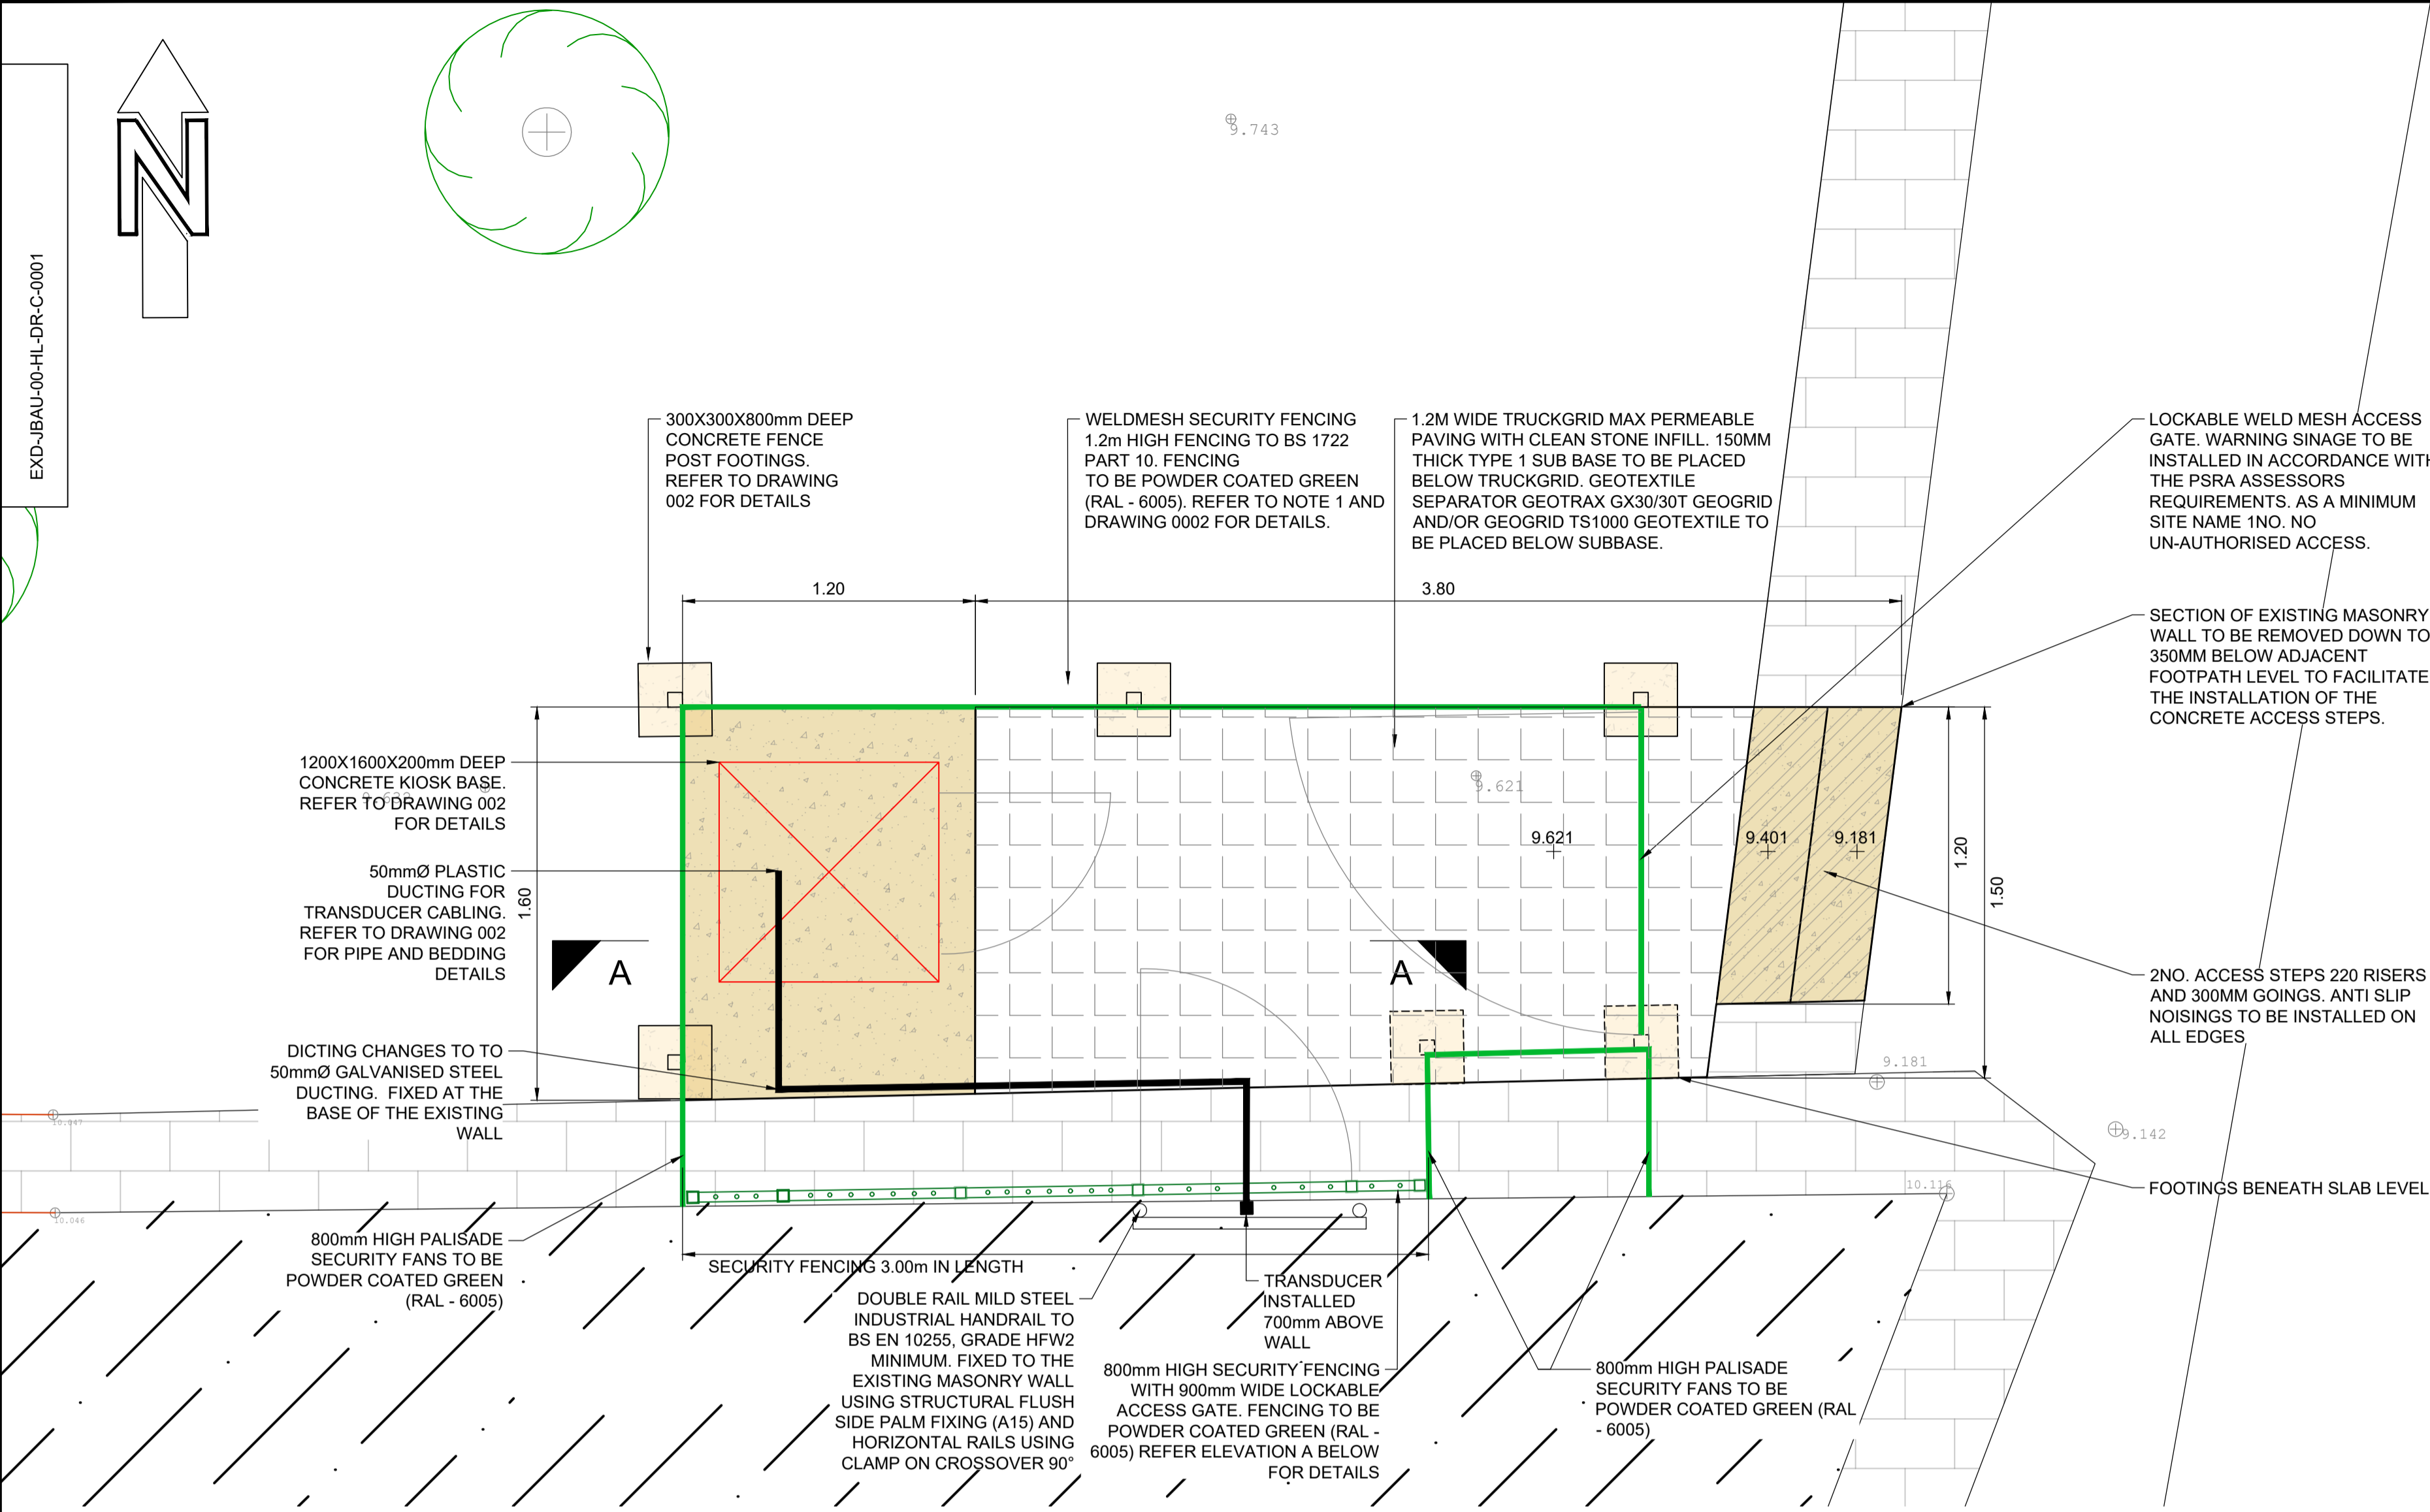 EXD-JBAU-00-HL-DR-C-0001
N
9.743
300X300X800mm DEEP
CONCRETE FENCE
POST FOOTINGS.
REFER TO DRAWING
002 FOR DETAILS
WELDMESH SECURITY FENCING
1.2m HIGH FENCING TO BS 1722
PART 10. FENCING
TO BE POWDER COATED GREEN
(RAL - 6005). REFER TO NOTE 1 AND
DRAWING 0002 FOR DETAILS.
1.2M WIDE TRUCKGRID MAX PERMEABLE
PAVING WITH CLEAN STONE INFILL. 150MM
THICK TYPE 1 SUB BASE TO BE PLACED
BELOW TRUCKGRID. GEOTEXTILE
SEPARATOR GEOTRAX GX30/30T GEOGRID
AND/OR GEOGRID TS1000 GEOTEXTILE TO
BE PLACED BELOW SUBBASE.
LOCKABLE WELD MESH ACCESS
GATE. WARNING SINAGE TO BE
INSTALLED IN ACCORDANCE WITH
THE PSRA ASSESSORS
REQUIREMENTS. AS A MINIMUM
SITE NAME 1NO. NO
UN-AUTHORISED ACCESS.
1.20
3.80
SECTION OF EXISTING MASONRY
WALL TO BE REMOVED DOWN TO
350MM BELOW ADJACENT
FOOTPATH LEVEL TO FACILITATE
THE INSTALLATION OF THE
CONCRETE ACCESS STEPS.
1200X1600X200mm DEEP
CONCRETE KIOSK BASE.
REFER TO DRAWING 002
FOR DETAILS
9.621
9.621
9.401
9.181
1.20
1.50
1.60
50mmØ PLASTIC
DUCTING FOR
TRANSDUCER CABLING.
REFER TO DRAWING 002
FOR PIPE AND BEDDING
DETAILS
A
A
2NO. ACCESS STEPS 220 RISERS
AND 300MM GOINGS. ANTI SLIP
NOISINGS TO BE INSTALLED ON
ALL EDGES
DICTING CHANGES TO TO
50mmØ GALVANISED STEEL
DUCTING. FIXED AT THE
BASE OF THE EXISTING
WALL
9.181
10.047
9.142
10.116
FOOTINGS BENEATH SLAB LEVEL
10.046
800mm HIGH PALISADE
SECURITY FANS TO BE
POWDER COATED GREEN
(RAL - 6005)
SECURITY FENCING 3.00m IN LENGTH
DOUBLE RAIL MILD STEEL
INDUSTRIAL HANDRAIL TO
BS EN 10255, GRADE HFW2
MINIMUM. FIXED TO THE
EXISTING MASONRY WALL
USING STRUCTURAL FLUSH
SIDE PALM FIXING (A15) AND
HORIZONTAL RAILS USING
CLAMP ON CROSSOVER 90°
TRANSDUCER
INSTALLED
700mm ABOVE
WALL
800mm HIGH SECURITY FENCING
WITH 900mm WIDE LOCKABLE
ACCESS GATE. FENCING TO BE
POWDER COATED GREEN (RAL -
6005) REFER ELEVATION A BELOW
FOR DETAILS
800mm HIGH PALISADE
SECURITY FANS TO BE
POWDER COATED GREEN (RAL
- 6005)